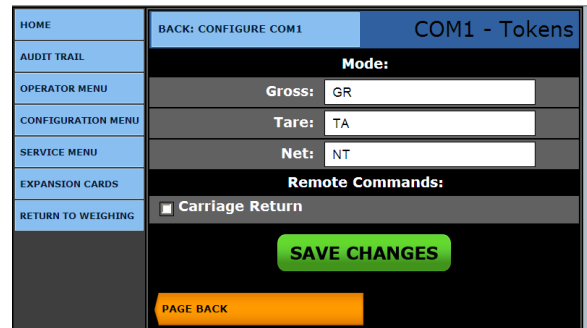 HOME
AUDIT TRAIL
OPERATOR MENU
CONFIGURATION MENU
SERVICE MENU
EXPANSION CARDS
RETURN TO WEIGHING
BACK: CONFIGURE COM1
COM1 - Tokens
Mode:
Gross: GR
Tare: TA
Net: NT
Remote Commands:
Carriage Return
SAVE CHANGES
PAGE BACK